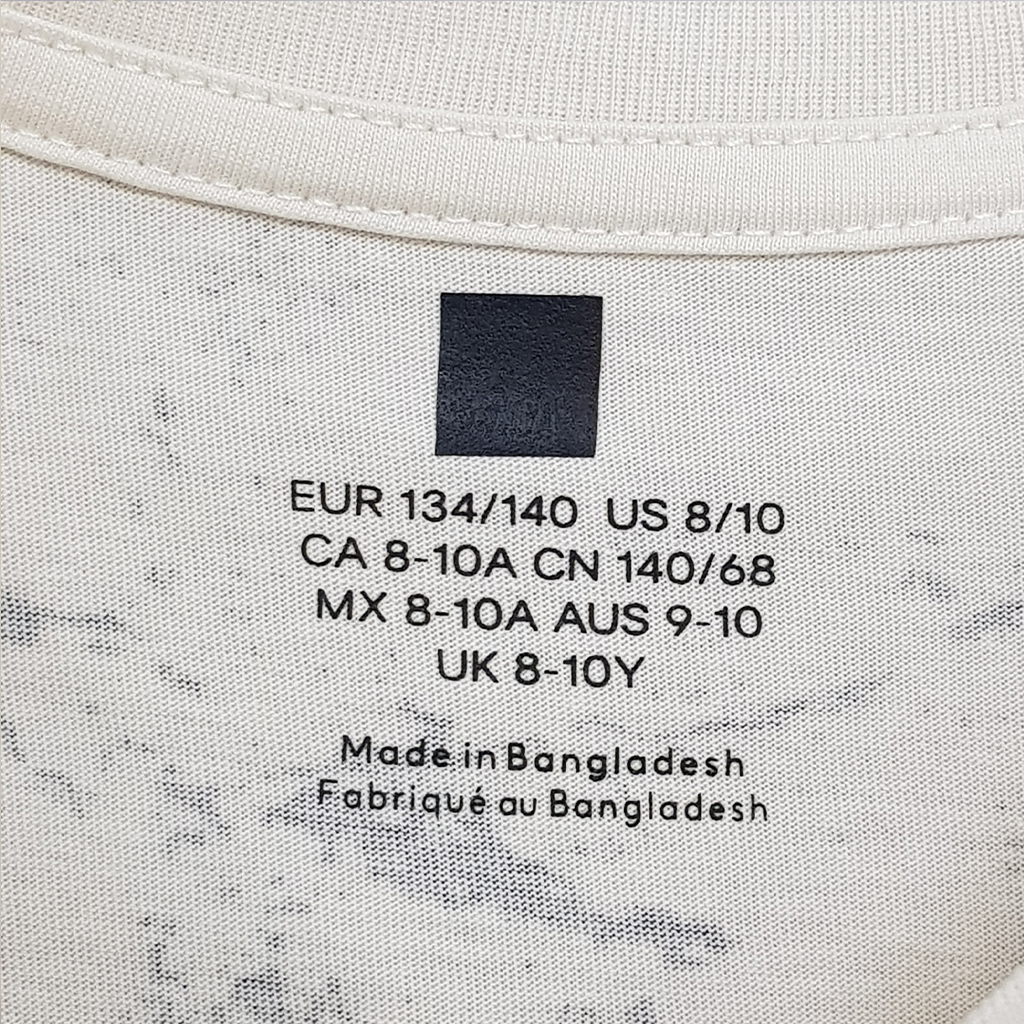 EUR 134/140 US 8/10
CA 8-10A CN 140/68
MX 8-10A AUS 9-10
UK 8-10Y
Made in Bangladesh
Fabriqué au Bangladesh